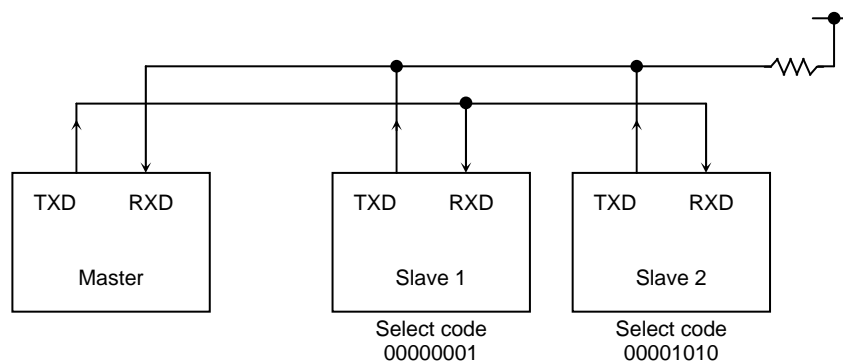 TXD RXD TXD RXD TXD RXD
Master Slave 1 Slave 2
Select code Select code
00000001 00001010